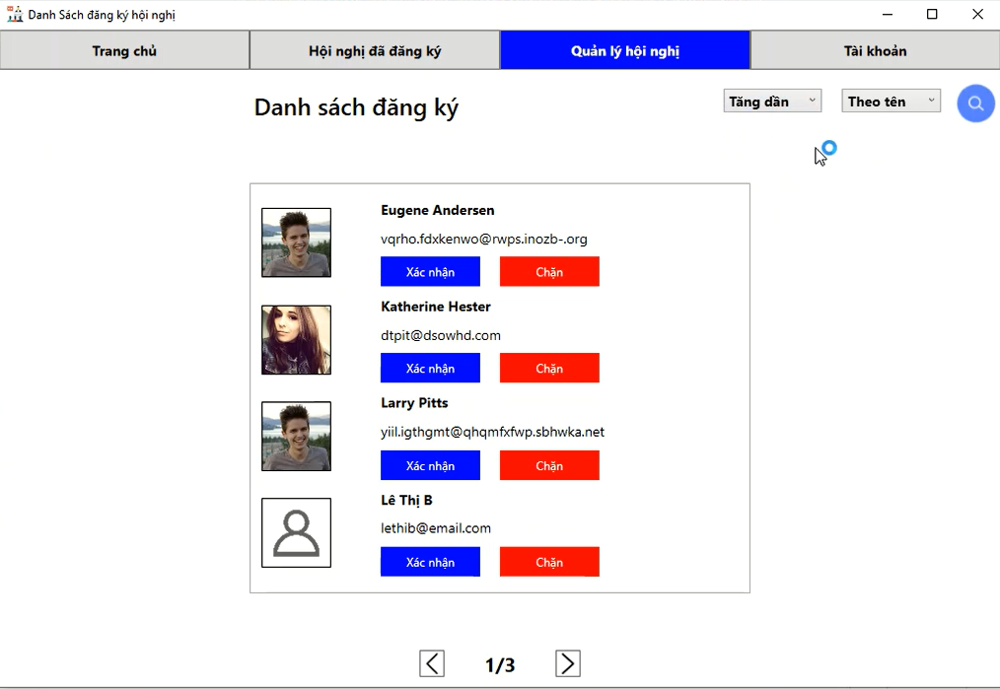 Danh Sách đăng ký hội nghị
Trang chủ
Hội nghị đã đăng ký
Quản lý hội nghị
Tài khoản
Danh sách đăng ký
Tăng dần
Theo tên
Eugene Andersen
vqrho.fdxkenwo@rwps.inozb-.org
Xác nhận
Chặn
Katherine Hester
dtpit@dsowhd.com
Xác nhận
Chặn
Larry Pitts
yiil.igthgmt@qhqmfxfwp.sbhwka.net
Xác nhận
Chặn
Lê Thị B
lethib@email.com
Xác nhận
Chặn
1/3